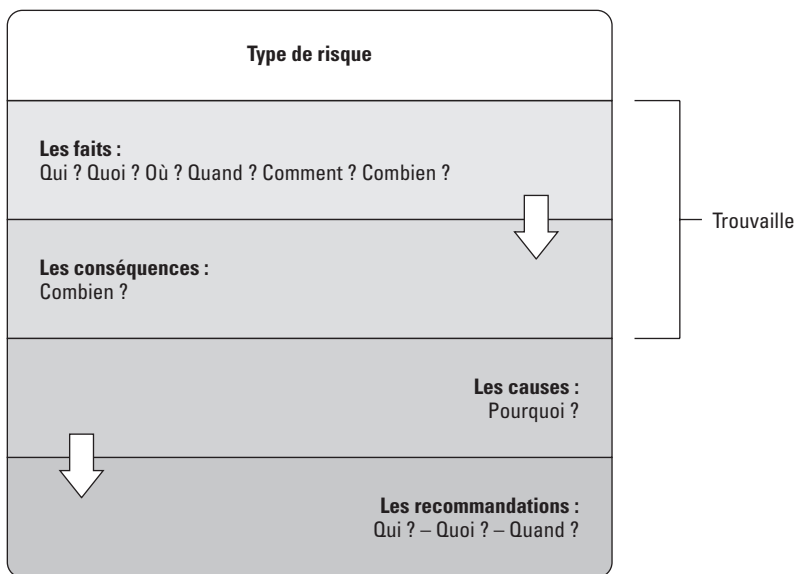 Type de risque
Les faits :
Qui ? Quoi ? Où ? Quand ? Comment ? Combien ?
Trouvaille
Les conséquences :
Combien ?
Les causes :
Pourquoi ?
Les recommandations :
Qui ? – Quoi ? – Quand ?